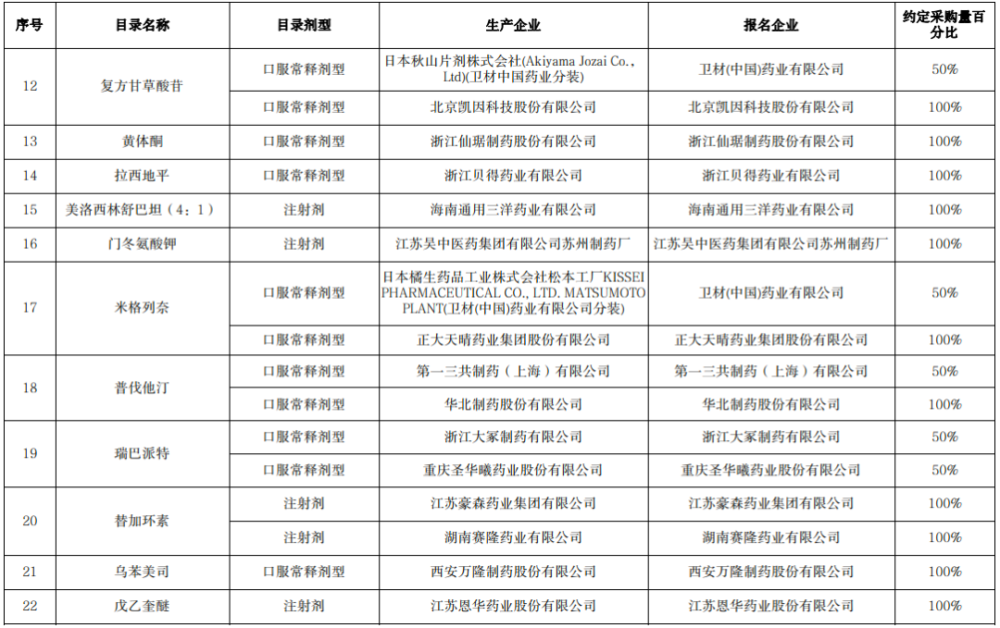 序号 目录名称 目录剂型 生产企业 报名企业 约定采购量百
分比
12 复方甘草酸苷 口服常释剂型 日本秋山片剂株式会社(Akiyama Jozai Co.,
Ltd)(卫材中国药业分装) 卫材(中国)药业有限公司 50%
口服常释剂型 北京凯因科技股份有限公司 北京凯因科技股份有限公司 100%
13 黄体酮 口服常释剂型 浙江仙琚制药股份有限公司 浙江仙琚制药股份有限公司 100%
14 拉西地平 口服常释剂型 浙江贝得药业有限公司 浙江贝得药业有限公司 100%
15 美洛西林舒巴坦（4：1） 注射剂 海南通用三洋药业有限公司 海南通用三洋药业有限公司 100%
16 门冬氨酸钾 注射剂 江苏吴中医药集团有限公司苏州制药厂 江苏吴中医药集团有限公司苏州制药厂 100%
17 米格列奈 口服常释剂型 日本橘生药品工业株式会社松本工厂KISSEI
PHARMACEUTICAL CO., LTD. MATSUMOTO
PLANT(卫材(中国)药业有限公司分装) 卫材(中国)药业有限公司 50%
口服常释剂型 正大天晴药业集团股份有限公司 正大天晴药业集团股份有限公司 100%
18 普伐他汀 口服常释剂型 第一三共制药（上海）有限公司 第一三共制药（上海）有限公司 50%
口服常释剂型 华北制药股份有限公司 华北制药股份有限公司 100%
19 瑞巴派特 口服常释剂型 浙江大冢制药有限公司 浙江大冢制药有限公司 50%
口服常释剂型 重庆圣华曦药业股份有限公司 重庆圣华曦药业股份有限公司 50%
20 替加环素 注射剂 江苏豪森药业集团有限公司 江苏豪森药业集团有限公司 100%
注射剂 湖南赛隆药业有限公司 湖南赛隆药业有限公司 100%
21 乌苯美司 口服常释剂型 西安万隆制药股份有限公司 西安万隆制药股份有限公司 100%
22 戊乙奎醚 注射剂 江苏恩华药业股份有限公司 江苏恩华药业股份有限公司 100%